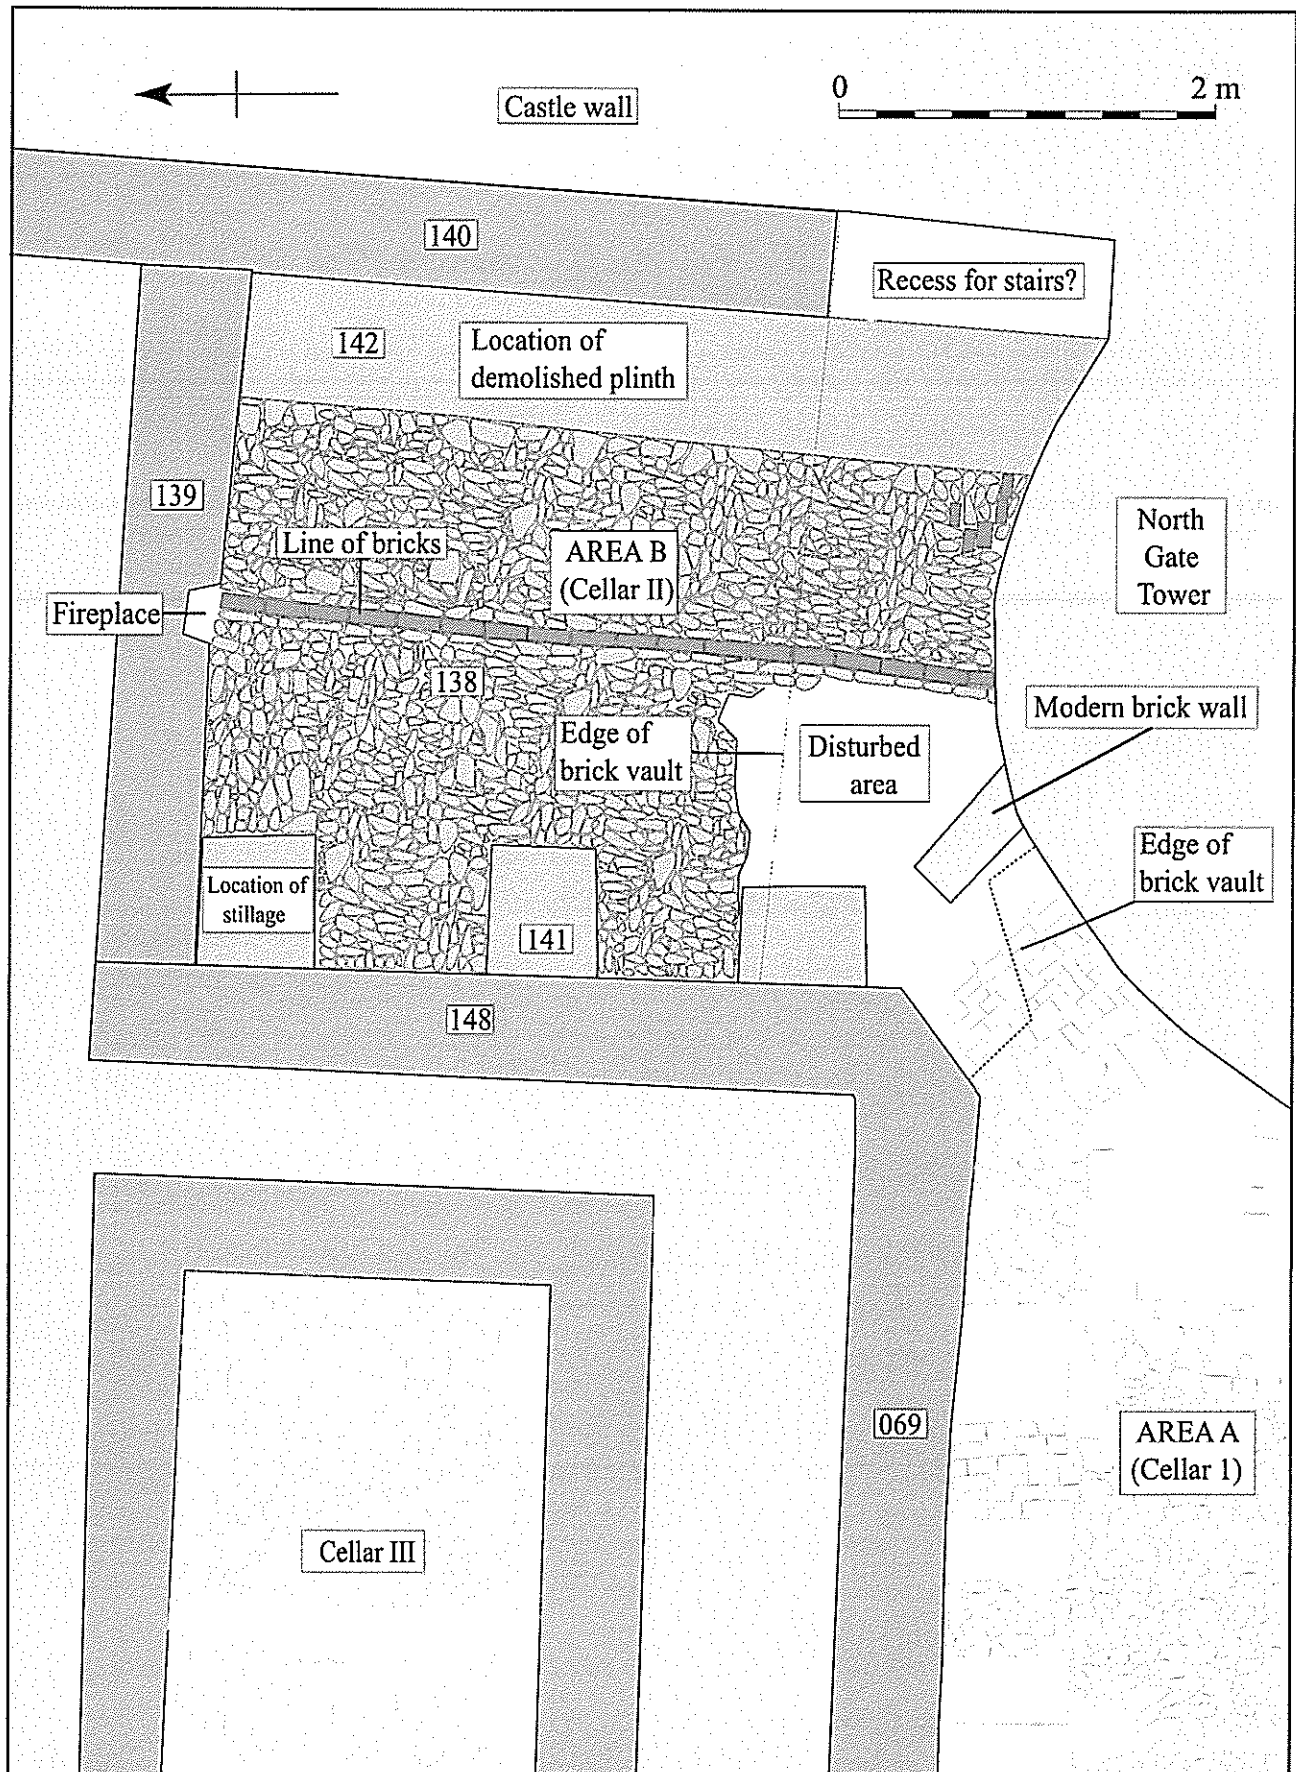 0 2 m
Castle wall
140
Recess for stairs?
142
Location of
demolished plinth
139
North
Gate
Tower
Line of bricks
AREA B
(Cellar II)
Fireplace
138
Modern brick wall
Edge of
brick vault
Disturbed
area
Edge of
brick vault
Location of
stillage
141
148
069
AREA A
(Cellar 1)
Cellar III